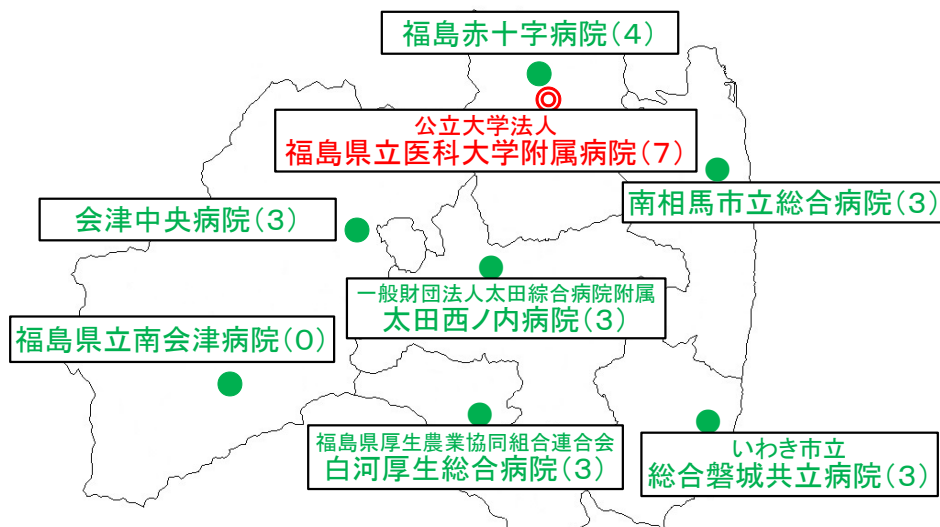 福島赤十字病院(4)
公立大学法人
福島県立医科大学附属病院(7)
南相馬市立総合病院(3)
会津中央病院(3)
一般財団法人太田綜合病院附属
太田西ノ内病院(3)
福島県立南会津病院(0)
福島県厚生農業協同組合連合会
白河厚生総合病院(3)
いわき市立
総合磐城共立病院(3)